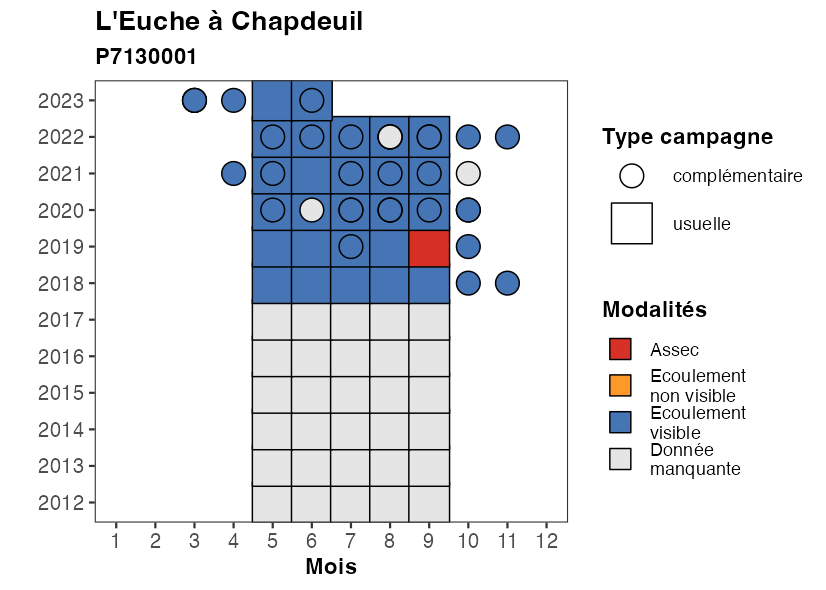 L'Euche à Chapdeuil
P7130001
2023
2022
2021
2020
2019
2018
2017
2016
2015
2014
2013
2012
1 2 3 4 5 6 7 8 9 10 11 12
Mois
Type campagne
complémentaire
usuelle
Modalités
Assec
Ecoulement
non visible
Ecoulement
visible
Donnée
manquante